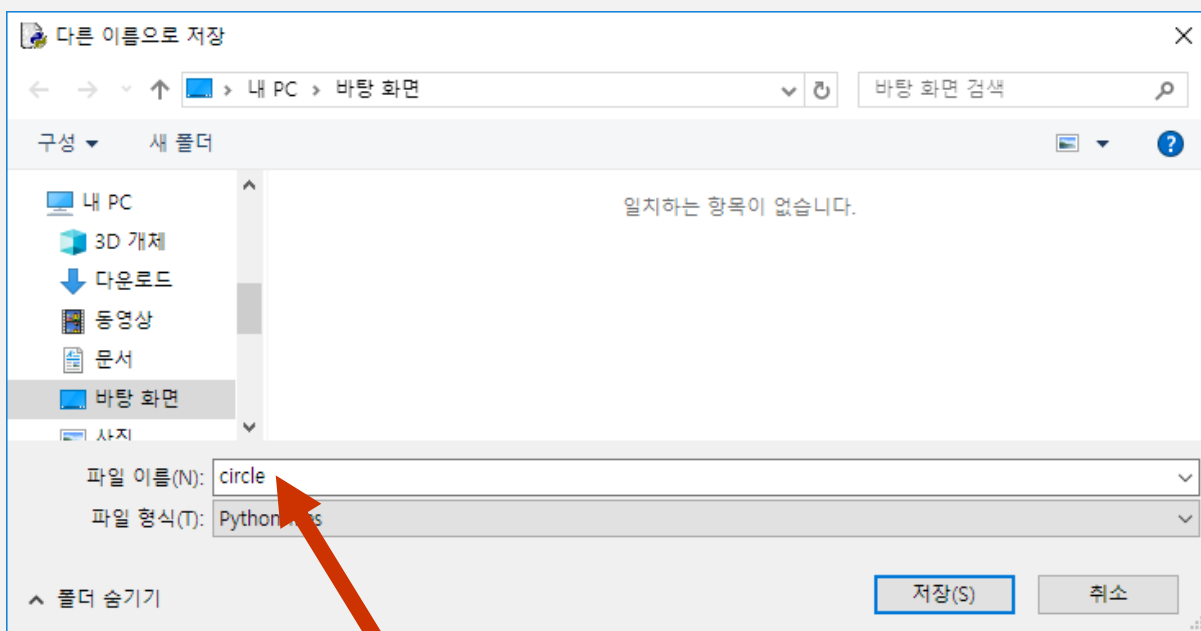 다른 이름으로 저장
내 PC › 바탕 화면
바탕 화면 검색
구성
새 폴더
내 PC
3D 개체
다운로드
동영상
문서
바탕 화면
사진
일치하는 항목이 없습니다.
파일 이름(N): circle
파일 형식(T): Python
폴더 숨기기
저장(S)
취소